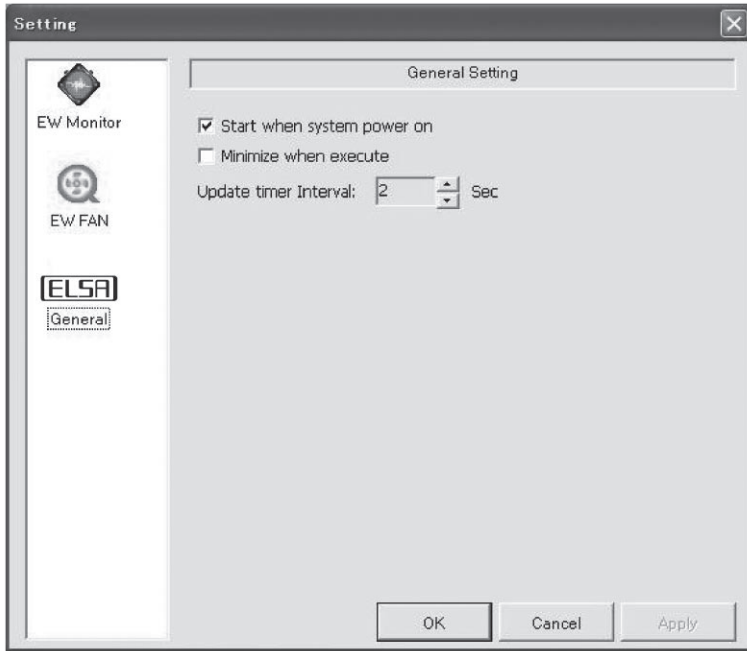 Setting
EW Monitor
EW FAN
ELSA
General
General Setting
Start when system power on
Minimize when execute
Update timer Interval: 2 Sec
OK Cancel Apply